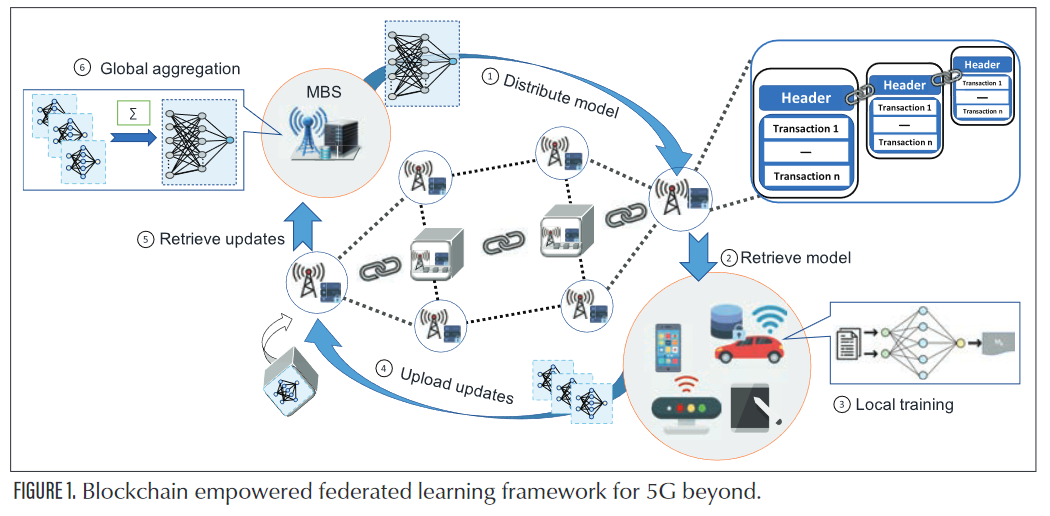 ⑥ Global aggregation
MBS
① Distribute model
Σ
Header
Transaction 1
—
Transaction n
Header
Transaction 1
—
Transaction n
Header
Transaction 1
—
Transaction n
⑤ Retrieve updates
② Retrieve model
④ Upload updates
③ Local training
FIGURE 1. Blockchain empowered federated learning framework for 5G beyond.